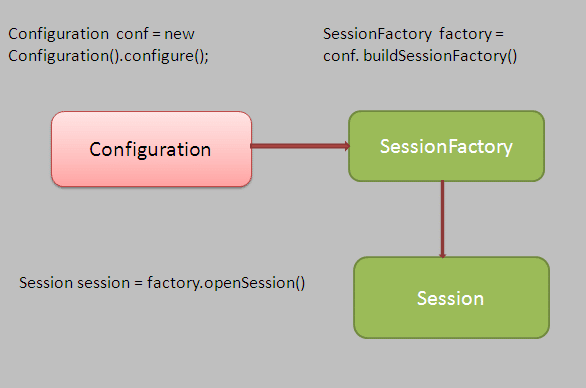 Configuration conf = new
Configuration().configure();
SessionFactory factory =
conf. buildSessionFactory()
Configuration
SessionFactory
Session session = factory.openSession()
Session